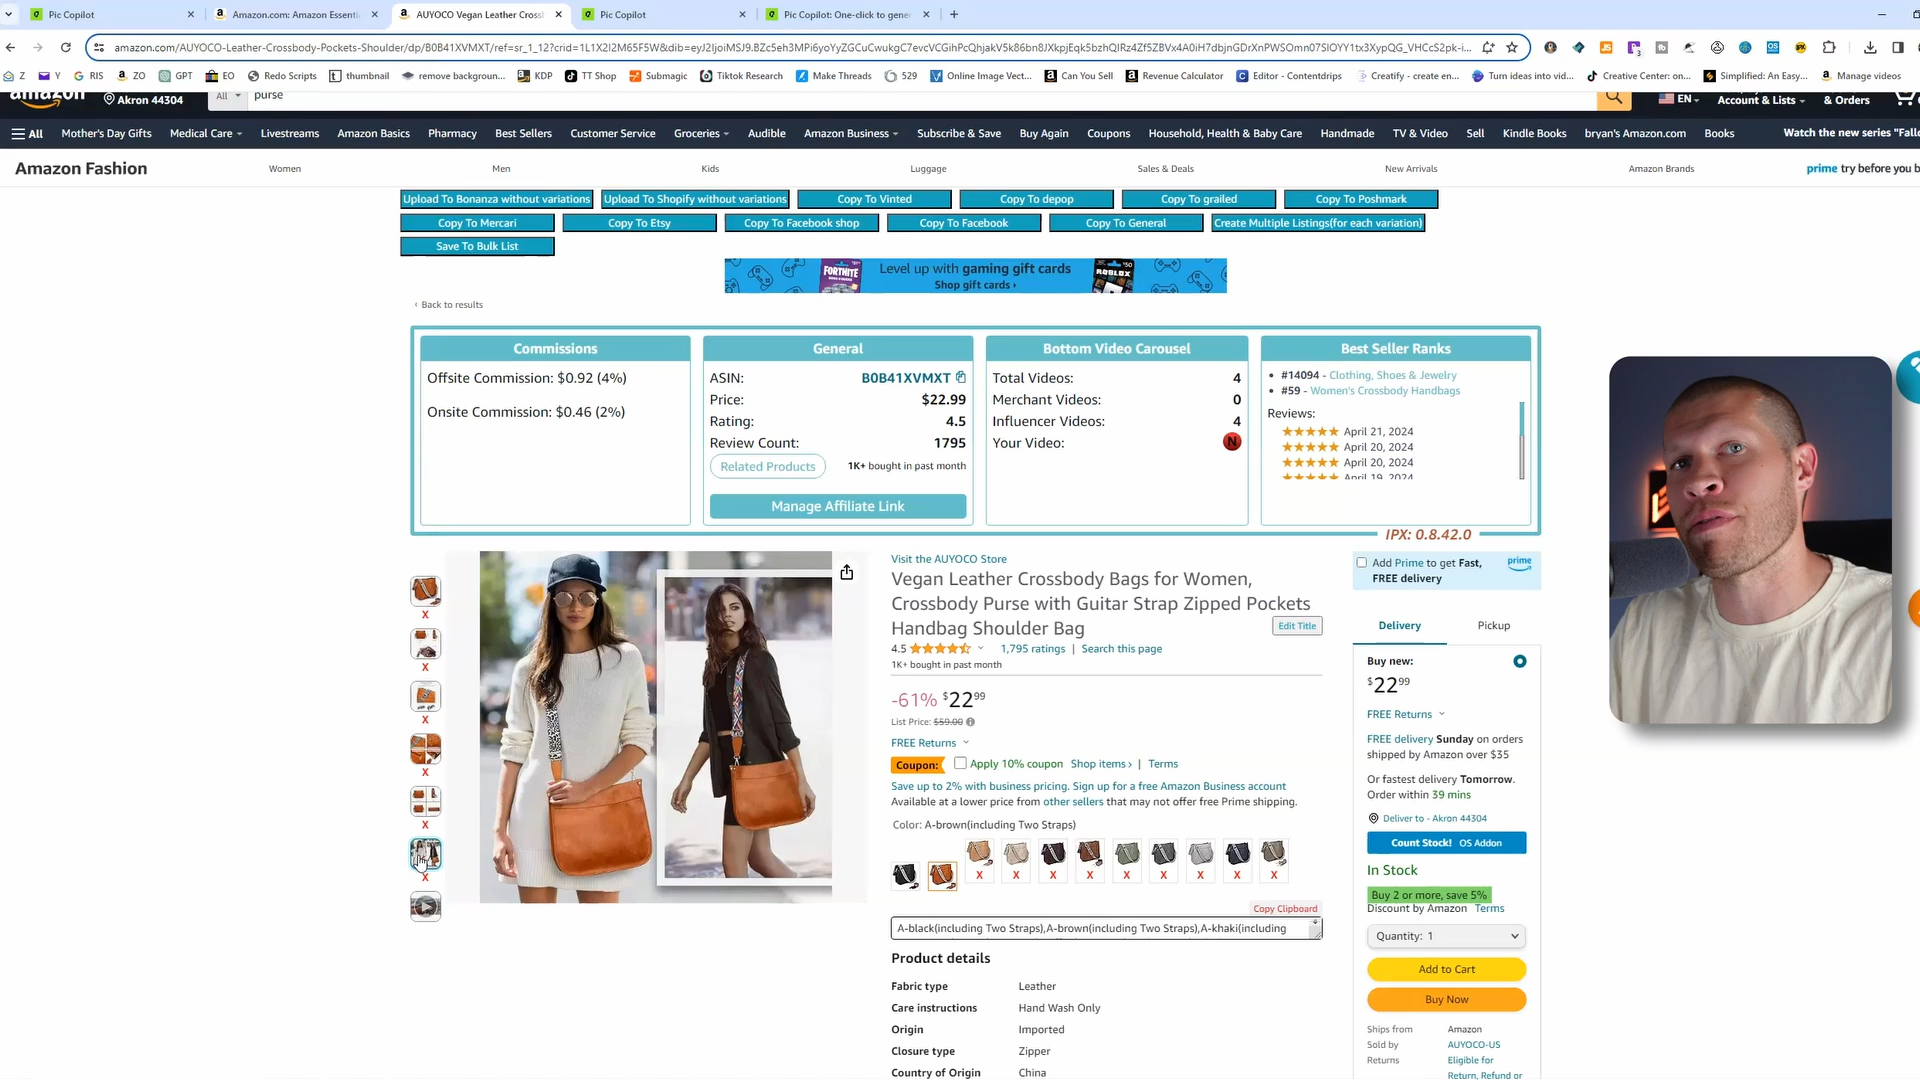 Pic Copilot
Amazon.com: Amazon Essenti
AUYOCO Vegan Leather Cross
Pic Copilot
Pic Copilot: One-click to gene
amazon.com/AUYOCO-Leather-Crossbody-Pockets-Shoulder/dp/B0B41XVMXT/ref=sr_1_12?
Z
Y
RIS
ZO
GPT
EO
Redo Scripts
thumbnail
remove backgroun...
KDP
TT Shop
Submagic
Tiktok Research
Make Threads
529
Online Image Vect...
Can You Sell
Revenue Calculator
Editor - Contentdrips
Creatify - create en...
Turn ideas into vid...
Creative Center: on...
Simplified: An Easy...
Manage videos
amazon
Akron 44304
All
purse
EN
Account & Lists
& Orders
All
Mother's Day Gifts
Medical Care
Livestreams
Amazon Basics
Pharmacy
Best Sellers
Customer Service
Groceries
Audible
Amazon Business
Subscribe & Save
Buy Again
Coupons
Household, Health & Baby Care
Handmade
TV & Video
Sell
Kindle Books
bryan's Amazon.com
Books
Watch the new series "Fall
Amazon Fashion
Women
Men
Kids
Luggage
Sales & Deals
New Arrivals
Amazon Brands
prime try before you b
Upload To Bonanza without variations
Upload To Shopify without variations
Copy To Vinted
Copy To depop
Copy To grailed
Copy To Poshmark
Copy To Mercari
Copy To Etsy
Copy To Facebook shop
Copy To Facebook
Copy To General
Create Multiple Listings(for each variation)
Save To Bulk List
FORTNITE
Level up with gaming gift cards
Shop gift cards ›
$50
ROBLOX
‹ Back to results
Commissions
Offsite Commission: $0.92 (4%)
Onsite Commission: $0.46 (2%)
General
ASIN: B0B41XVMXT
Price: $22.99
Rating: 4.5
Review Count: 1795
Related Products
1K+ bought in past month
Manage Affiliate Link
Bottom Video Carousel
Total Videos: 4
Merchant Videos: 0
Influencer Videos: 4
Your Video: N
Best Seller Ranks
#14094 - Clothing, Shoes & Jewelry
#59 - Women's Crossbody Handbags
Reviews:
April 21, 2024
April 20, 2024
April 20, 2024
April 19, 2024
IPX: 0.8.42.0
X
X
X
X
X
X
Visit the AUYOCO Store
Vegan Leather Crossbody Bags for Women,
Crossbody Purse with Guitar Strap Zipped Pockets
Handbag Shoulder Bag
Edit Title
4.5
1,795 ratings | Search this page
1K+ bought in past month
-61% $2299
List Price: $59.00
FREE Returns
Coupon: Apply 10% coupon Shop items › | Terms
Save up to 2% with business pricing. Sign up for a free Amazon Business account
Available at a lower price from other sellers that may not offer free Prime shipping.
Color: A-brown(including Two Straps)
X X X X X X X X X
Copy Clipboard
A-black(including Two Straps),A-brown(including Two Straps),A-khaki(including
Product details
Fabric type Leather
Care instructions Hand Wash Only
Origin Imported
Closure type Zipper
Country of Origin China
Add Prime to get Fast,
FREE delivery
prime
Delivery
Pickup
Buy new:
$2299
FREE Returns
FREE delivery Sunday on orders
shipped by Amazon over $35
Or fastest delivery Tomorrow.
Order within 39 mins
Deliver to - Akron 44304
Count Stock! OS Addon
In Stock
Buy 2 or more, save 5%
Discount by Amazon Terms
Quantity: 1
Add to Cart
Buy Now
Ships from Amazon
Sold by AUYOCO-US
Returns Eligible for
Return, Refund or